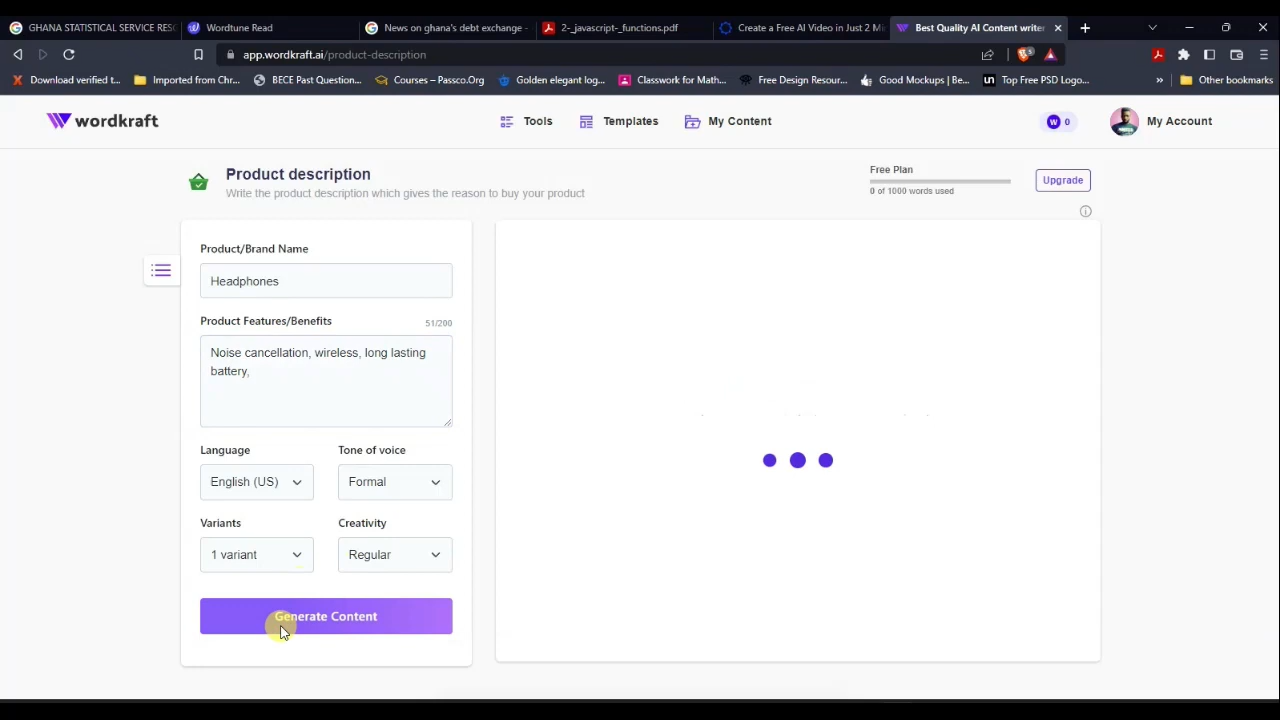 GHANA STATISTICAL SERVICE RES
Wordtune Read
News on ghana's debt exchange -
2-_javascript-_functions.pdf
Create a Free AI Video in Just 2 Mi
Best Quality AI Content writer
app.wordkraft.ai/product-description
5
Download verified t...
Imported from Chr...
BECE Past Question...
Courses – Passco.Org
Golden elegant log...
Classwork for Math...
Free Design Resour...
Good Mockups | Be...
un
Top Free PSD Logo...
»
Other bookmarks
wordkraft
Tools
Templates
My Content
W 0
My Account
Product description
Write the product description which gives the reason to buy your product
Free Plan
0 of 1000 words used
Upgrade
Product/Brand Name
Headphones
Product Features/Benefits
51/200
Noise cancellation, wireless, long lasting
battery,
Language
Tone of voice
English (US)
Formal
Variants
Creativity
1 variant
Regular
Generate Content